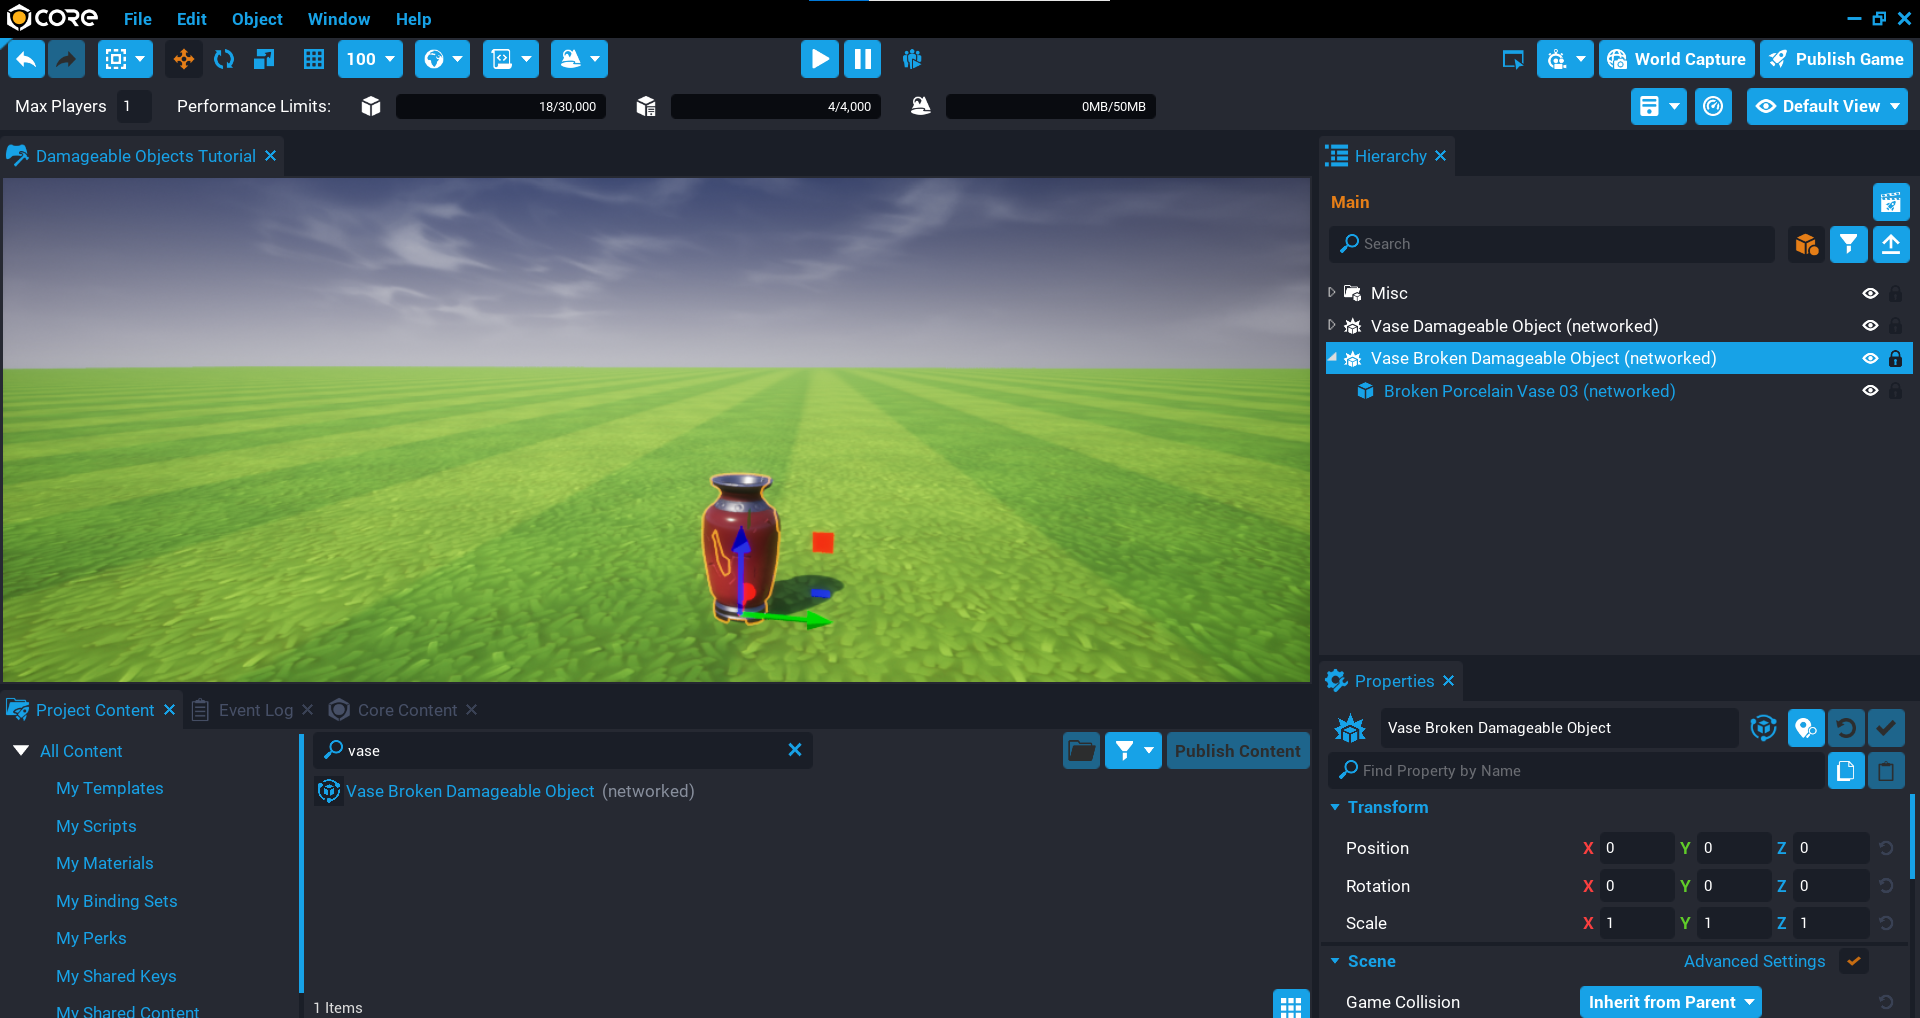 CORE File Edit Object Window Help
100 World Capture Publish Game
Max Players 1 Performance Limits: 18/30,000 4/4,000 0MB/50MB Default View
Damageable Objects Tutorial
Hierarchy
Main
Search
Misc
Vase Damageable Object (networked)
Vase Broken Damageable Object (networked)
Broken Porcelain Vase 03 (networked)
Project Content Event Log Core Content
All Content
My Templates
My Scripts
My Materials
My Binding Sets
My Perks
My Shared Keys
My Shared Content
vase Publish Content
Vase Broken Damageable Object (networked)
1 Items
Properties
Vase Broken Damageable Object
Find Property by Name
Transform
Position X 0 Y 0 Z 0
Rotation X 0 Y 0 Z 0
Scale X 1 Y 1 Z 1
Scene Advanced Settings
Game Collision Inherit from Parent